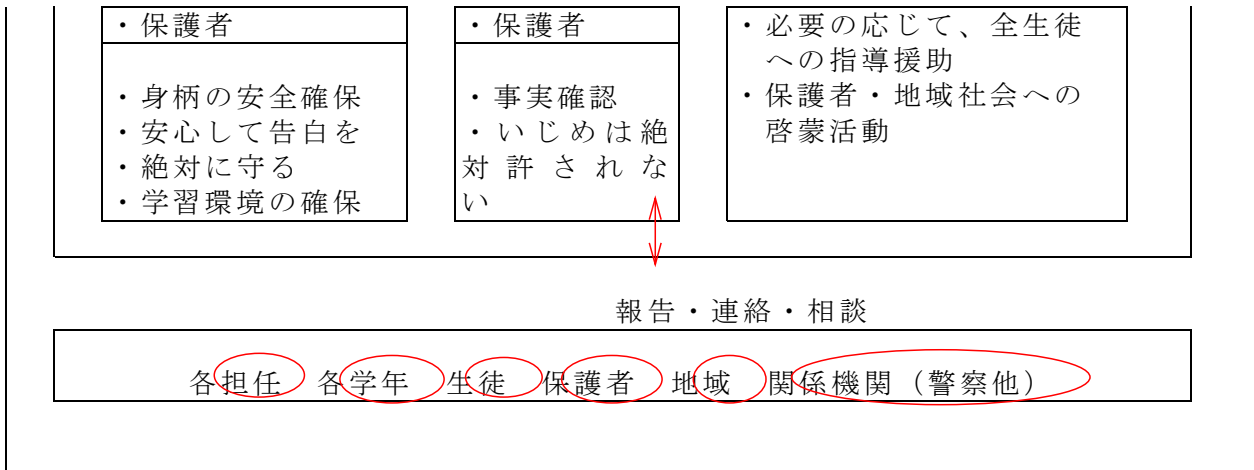 ・保護者
・身柄の安全確保
・安心して告白を
・絶対に守る
・学習環境の確保
・保護者
・事実確認
・いじめは絶
対許されな
い
・必要の応じて、全生徒
への指導援助
・保護者・地域社会への
啓蒙活動
報告・連絡・相談
各担任 各学年 生徒 保護者 地域 関係機関（警察他）